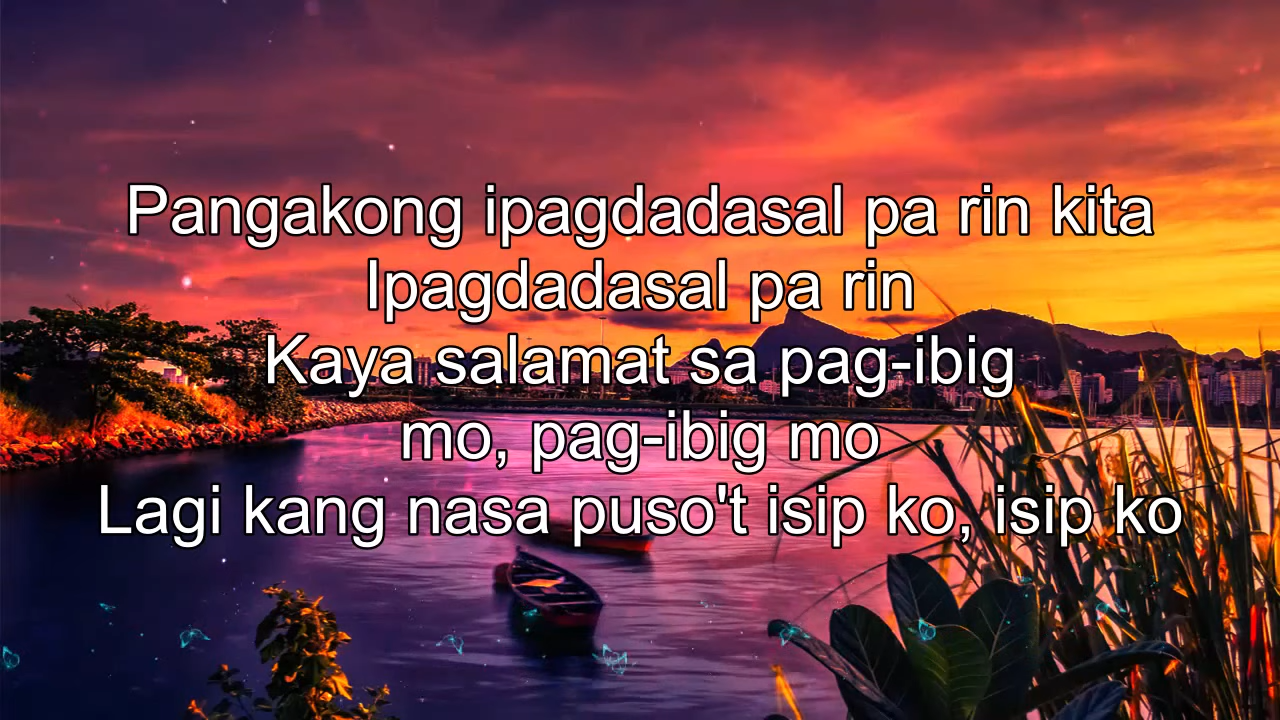 Pangakong ipagdadasal pa rin kita
Ipagdadasal pa rin
Kaya salamat sa pag-ibig
mo, pag-ibig mo
Lagi kang nasa puso't isip ko, isip ko